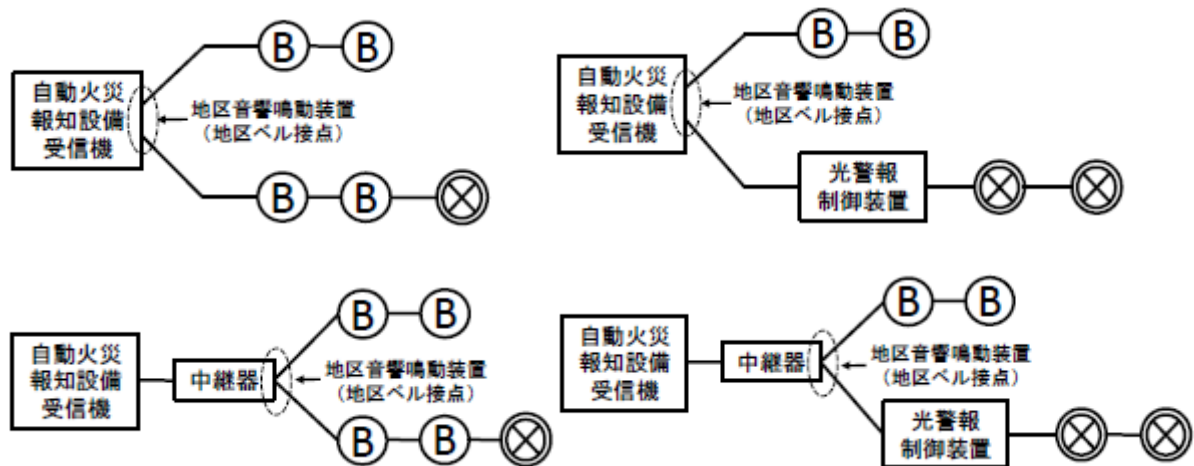 自動火災
報知設備
受信機
B
B
地区音響鳴動装置
（地区ベル接点）
B
B
自動火災
報知設備
受信機
B
B
地区音響鳴動装置
（地区ベル接点）
光警報
制御装置
自動火災
報知設備
受信機
中継器
B
B
地区音響鳴動装置
（地区ベル接点）
B
B
自動火災
報知設備
受信機
中継器
B
B
地区音響鳴動装置
（地区ベル接点）
光警報
制御装置